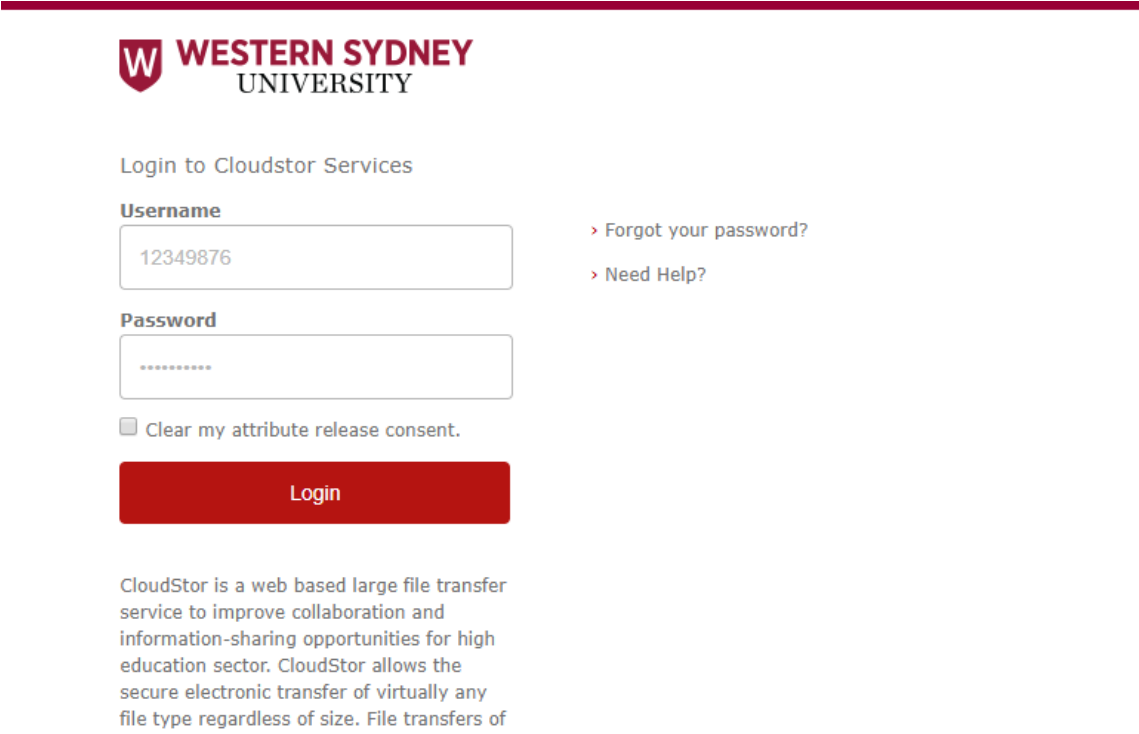 W WESTERN SYDNEY
UNIVERSITY
Login to Cloudstor Services
Username
12349876
› Forgot your password?
› Need Help?
Password
••••••••••
Clear my attribute release consent.
Login
CloudStor is a web based large file transfer
service to improve collaboration and
information-sharing opportunities for high
education sector. CloudStor allows the
secure electronic transfer of virtually any
file type regardless of size. File transfers of